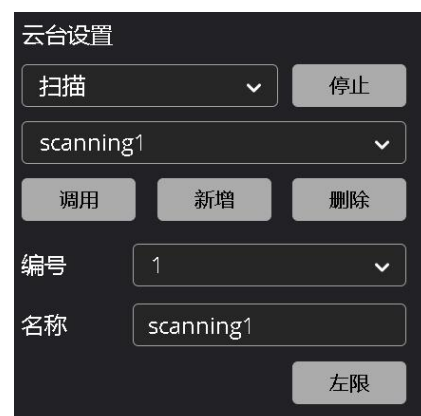 云台设置
扫描 停止
scanning1
调用 新增 删除
编号 1
名称 scanning1
左限